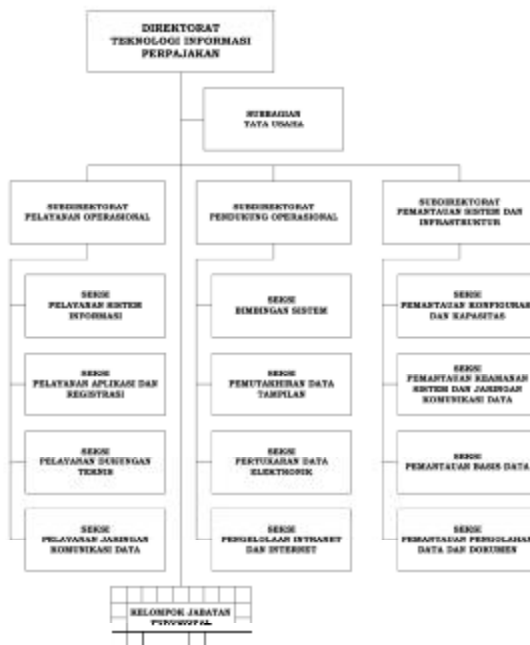 DIREKTORAT
TEKNOLOGI INFORMASI
PERPAJAKAN
SUBBAGIAN
TATA USAHA
SUBDIREKTORAT
PELAYANAN OPERASIONAL
SUBDIREKTORAT
PENDUKUNG OPERASIONAL
SUBDIREKTORAT
PEMANTAUAN SISTEM DAN
INFRASTRUKTUR
SEKSI
PELAYANAN SISTEM
INFORMASI
SEKSI
BIMBINGAN SISTEM
SEKSI
PEMANTAUAN KONFIGURASI
DAN KAPASITAS
SEKSI
PELAYANAN APLIKASI DAN
REGISTRASI
SEKSI
PEMUTAKHIRAN DATA
TAMPILAN
SEKSI
PEMANTAUAN KEAMANAN
SISTEM DAN JARINGAN
KOMUNIKASI DATA
SEKSI
PELAYANAN DUKUNGAN
TEKNIS
SEKSI
PERTUKARAN DATA
ELEKTRONIK
SEKSI
PEMANTAUAN BASIS DATA
SEKSI
PELAYANAN JARINGAN
KOMUNIKASI DATA
SEKSI
PENGELOLAAN INTRANET
DAN INTERNET
SEKSI
PEMANTAUAN PENGOLAHAN
DATA DAN DOKUMEN
KELOMPOK JABATAN
FUNGSIONAL